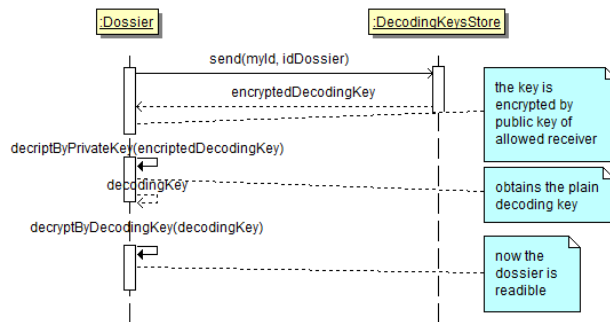 :Dossier
:DecodingKeysStore
send(myId, idDossier)
encryptedDecodingKey
the key is
encrypted by
public key of
allowed receiver
decriptByPrivateKey(encriptedDecodingKey)
decodingKey
obtains the plain
decoding key
decryptByDecodingKey(decodingKey)
now the
dossier is
readible